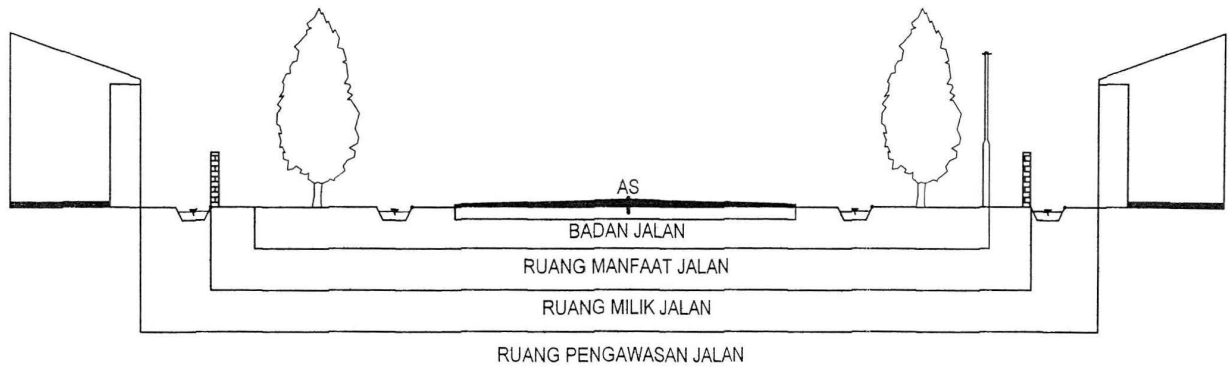 AS
BADAN JALAN
RUANG MANFAAT JALAN
RUANG MILIK JALAN
RUANG PENGAWASAN JALAN